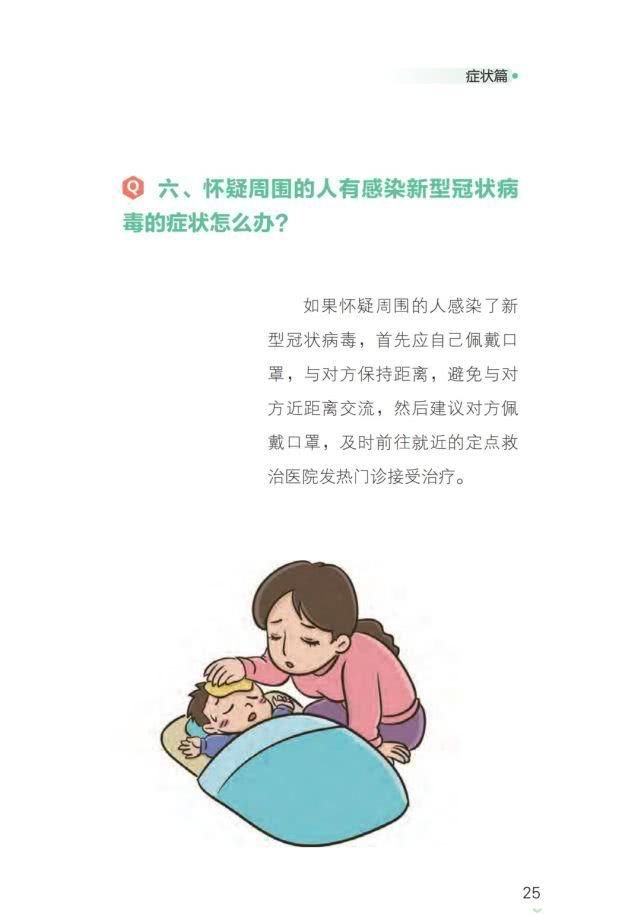 症状篇
Q 六、怀疑周围的人有感染新型冠状病
毒的症状怎么办？
如果怀疑周围的人感染了新
型冠状病毒，首先应自己佩戴口
罩，与对方保持距离，避免与对
方近距离交流，然后建议对方佩
戴口罩，及时前往就近的定点救
治医院发热门诊接受治疗。
25